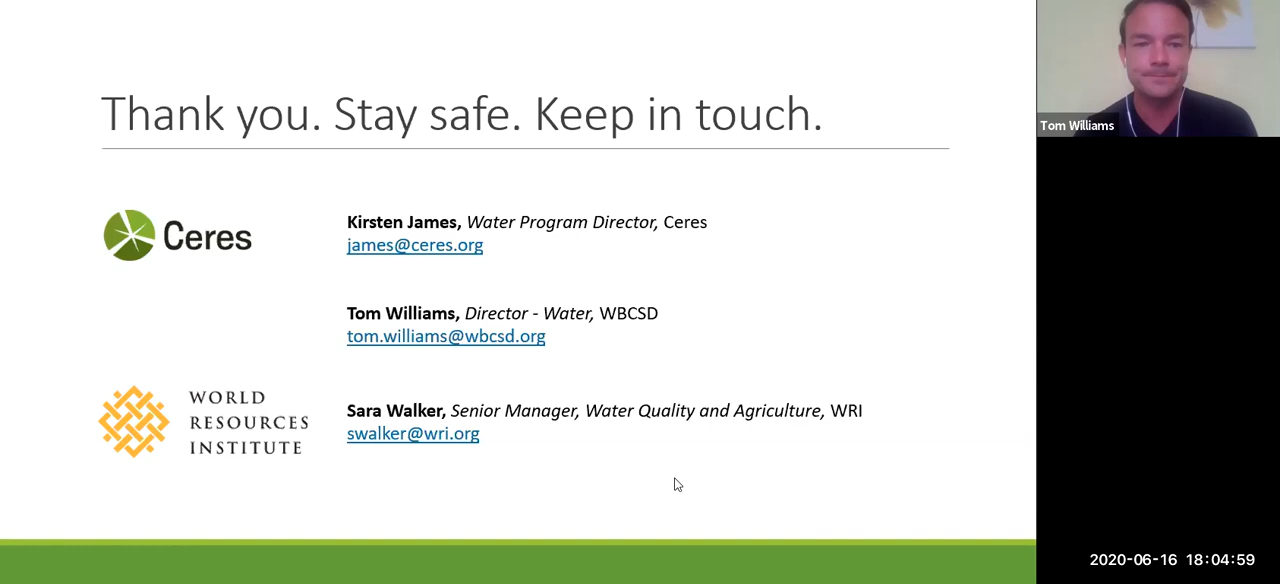 Thank you. Stay safe. Keep in touch.
Ceres
Kirsten James, Water Program Director, Ceres
james@ceres.org
Tom Williams, Director - Water, WBCSD
tom.williams@wbcsd.org
WORLD
RESOURCES
INSTITUTE
Sara Walker, Senior Manager, Water Quality and Agriculture, WRI
swalker@wri.org
Tom Williams
2020-06-16 18:04:59